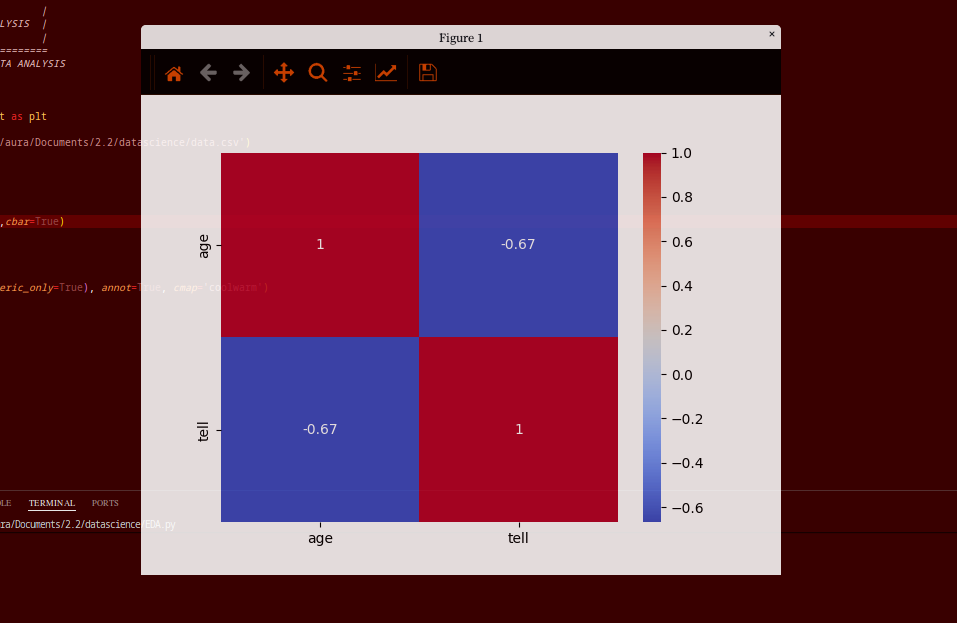 |
LYSIS |
|
========
TA ANALYSIS
Figure 1
t as plt
/aura/Documents/2.2/datascience/data.csv")
,cbar=True)
eric_only=True), annot=True, cmap='coolwarm')
age
1
-0.67
tell
-0.67
1
age
tell
1.0
0.8
0.6
0.4
0.2
0.0
−0.2
−0.4
−0.6
OLE TERMINAL PORTS
ra/Documents/2.2/datascience/EDA.py